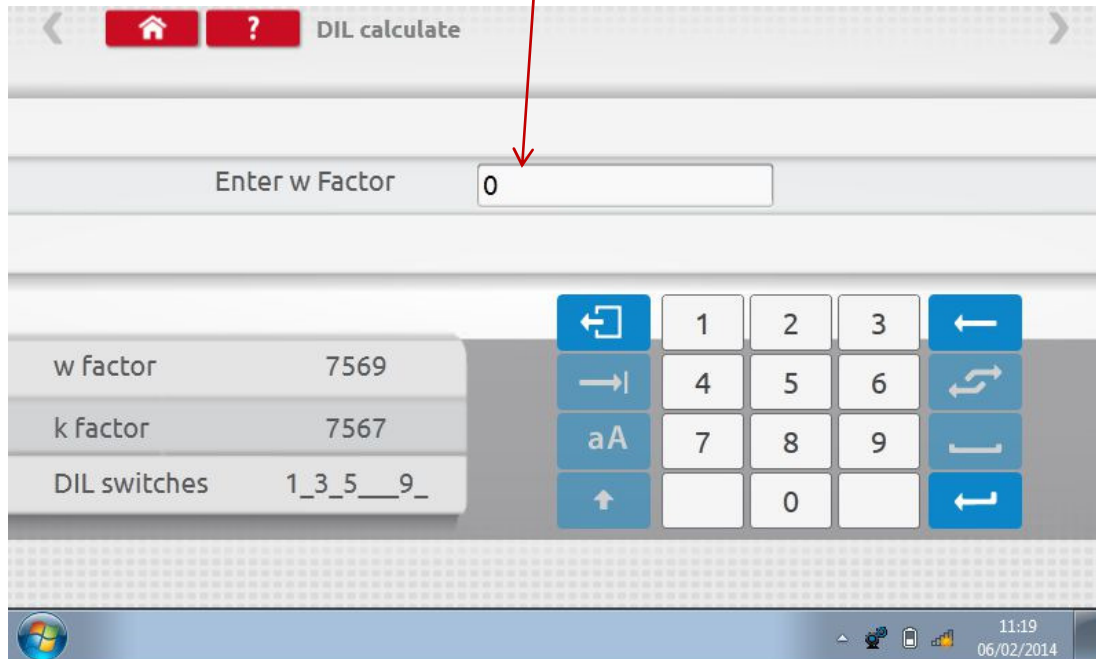 ? DIL calculate
Enter w Factor 0
1 2 3
w factor 7569
4 5 6
k factor 7567
aA 7 8 9
DIL switches 1_3_5___9_
0
11:19
06/02/2014